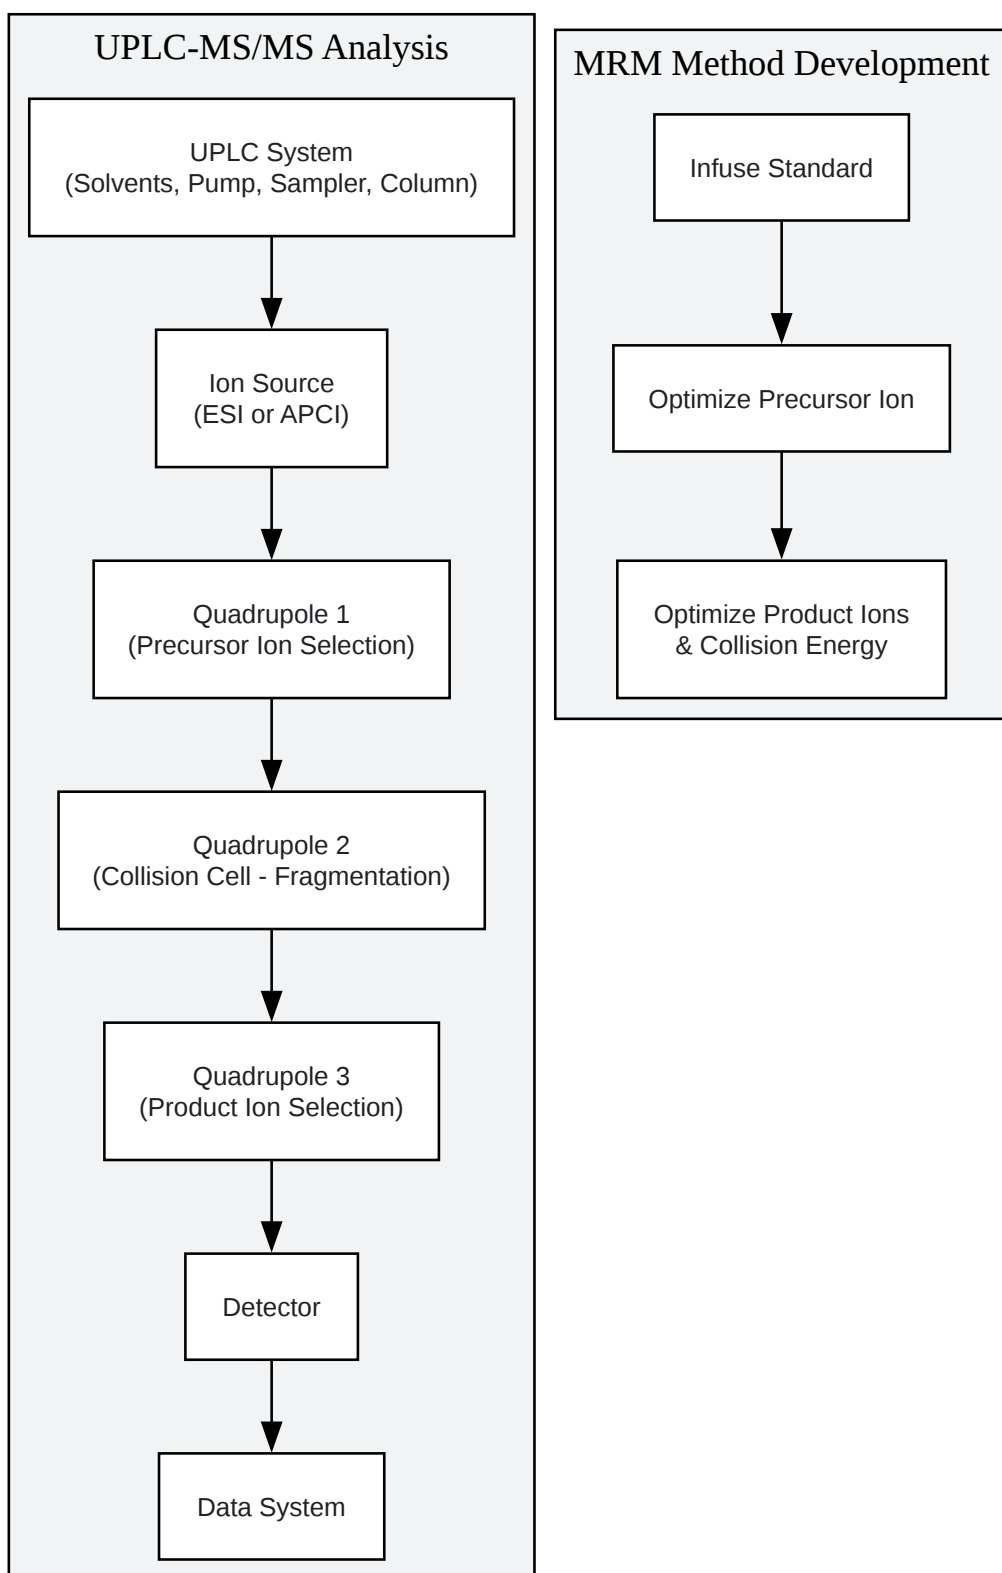 UPLC-MS/MS Analysis
UPLC System
(Solvents, Pump, Sampler, Column)
Ion Source
(ESI or APCI)
Quadrupole 1
(Precursor Ion Selection)
Quadrupole 2
(Collision Cell - Fragmentation)
Quadrupole 3
(Product Ion Selection)
Detector
Data System
MRM Method Development
Infuse Standard
Optimize Precursor Ion
Optimize Product Ions
& Collision Energy